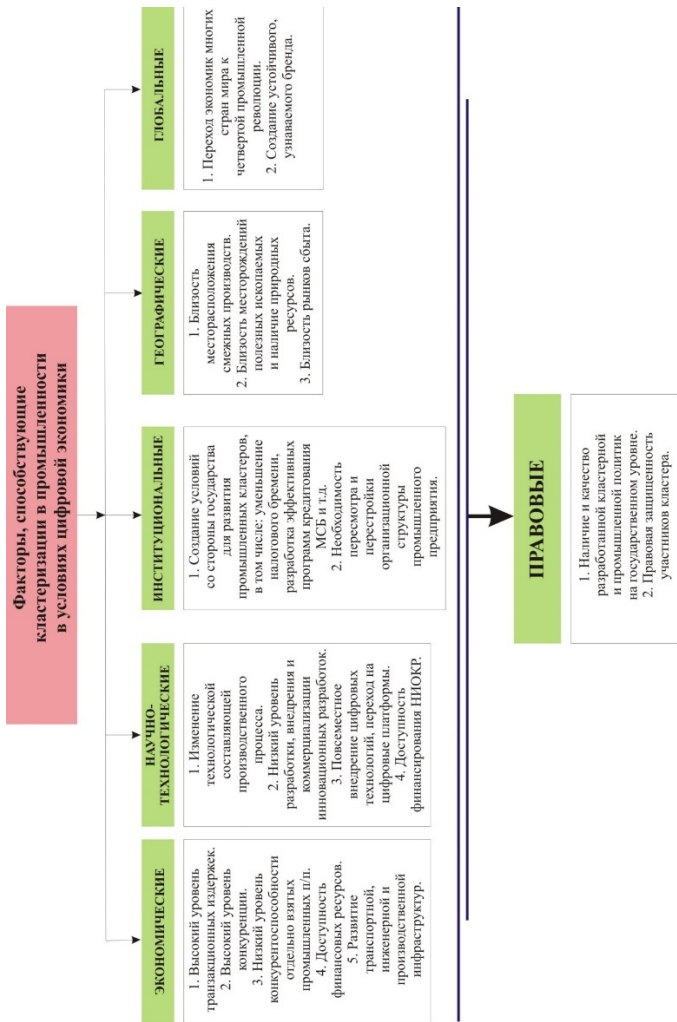 Факторы, способствующие
кластеризации в промышленности
в условиях цифровой экономики
ЭКОНОМИЧЕСКИЕ
1. Высокий уровень
транзакционных издержек.
2. Высокий уровень
конкуренции.
3. Низкий уровень
конкурентоспособности
отдельно взятых
промышленных п/п.
4. Доступность
финансовых ресурсов.
5. Развитие
транспортной,
инженерной и
производственной
инфраструктур.
НАУЧНО-
ТЕХНОЛОГИЧЕСКИЕ
1. Изменение
технологической
составляющей
производственного
процесса.
2. Низкий уровень
разработки, внедрения и
коммерциализации
инновационных разработок.
3. Повсеместное
внедрение цифровых
технологий, переход на
цифровые платформы.
4. Доступность
финансирования НИОКР.
ИНСТИТУЦИОНАЛЬНЫЕ
1. Создание условий
со стороны государства
для развития
промышленных кластеров,
в том числе: уменьшение
налогового бремени,
разработка эффективных
программ кредитования
МСБ и т.д.
2. Необходимость
пересмотра и
перестройки
организационной
структуры
промышленного
предприятия.
ГЕОГРАФИЧЕСКИЕ
1. Близость
месторасположения
смежных производств.
2. Близость месторождений
полезных ископаемых
и наличие природных
ресурсов.
3. Близость рынков сбыта.
ГЛОБАЛЬНЫЕ
1. Переход экономик многих
стран мира к
четвертой промышленной
революции.
2. Создание устойчивого,
узнаваемого бренда.
ПРАВОВЫЕ
1. Наличие и качество
разработанной кластерной
и промышленной политик
на государственном уровне.
2. Правовая защищенность
участников кластера.